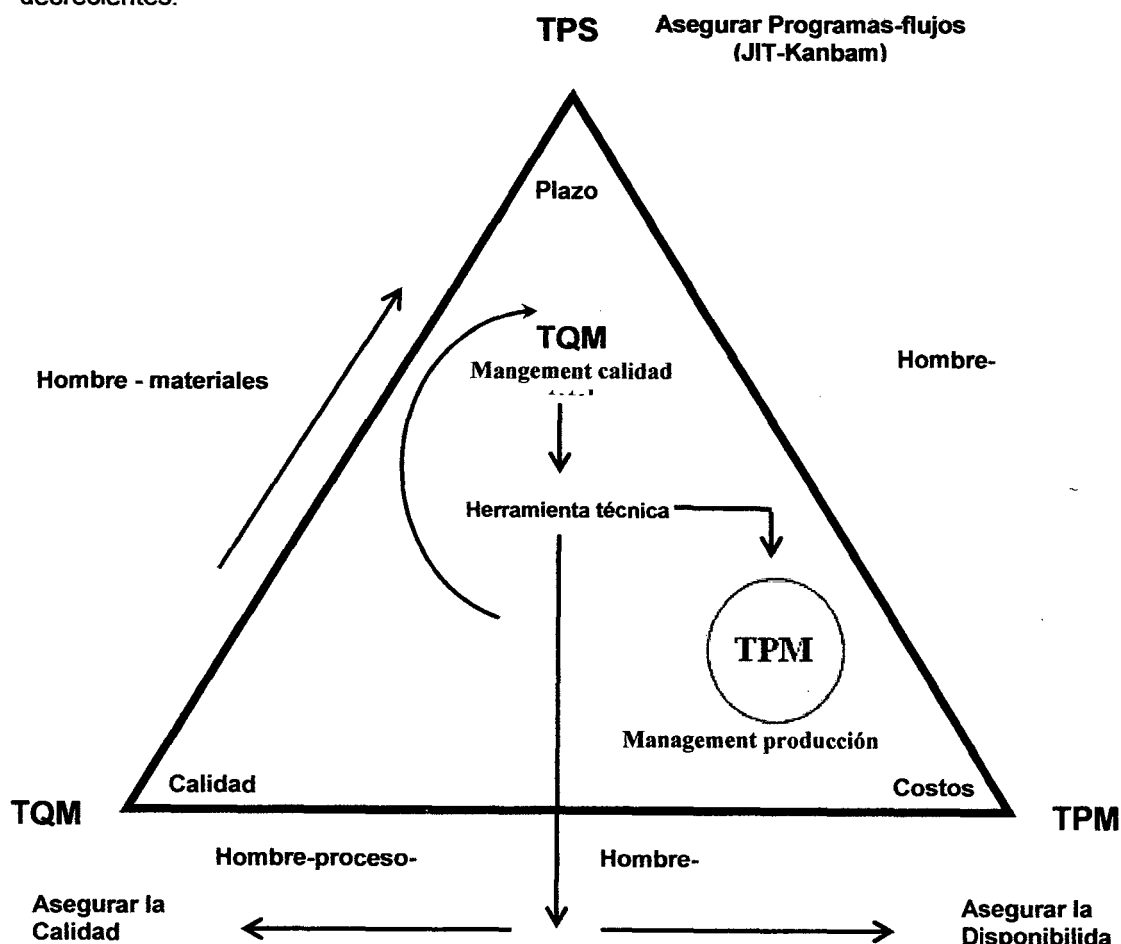 TPS
Asegurar Programas-flujos
(JIT-Kanbam)
Plazo
TQM
Mangement calidad
Hombre - materiales
Hombre-
Herramienta técnica
TPM
Management producción
Calidad
Costos
TQM
TPM
Hombre-proceso-
Hombre-
Asegurar la
Calidad
Asegurar la
Disponibilida